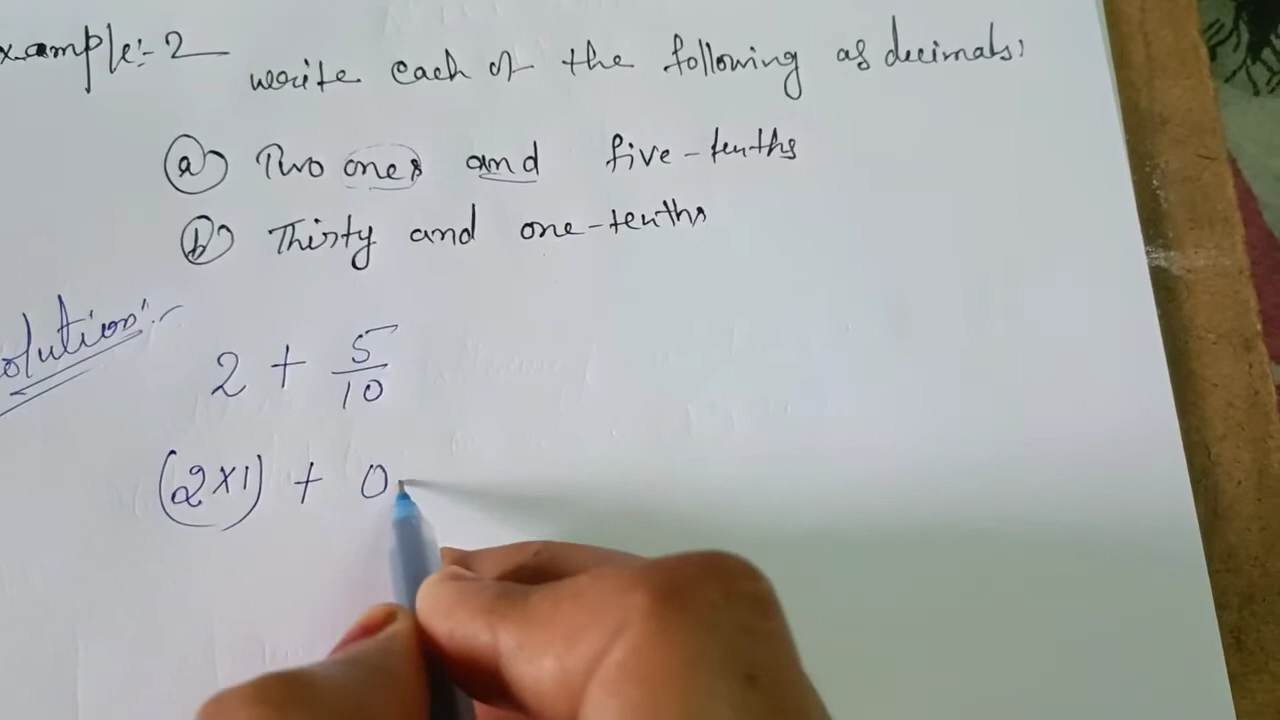 xample:- 2
write each of the following as decimals:
(a) Two ones and five-tenths
(b) Thirty and one-tenths
olution:-
2 + 5/10
(2×1) + 0.